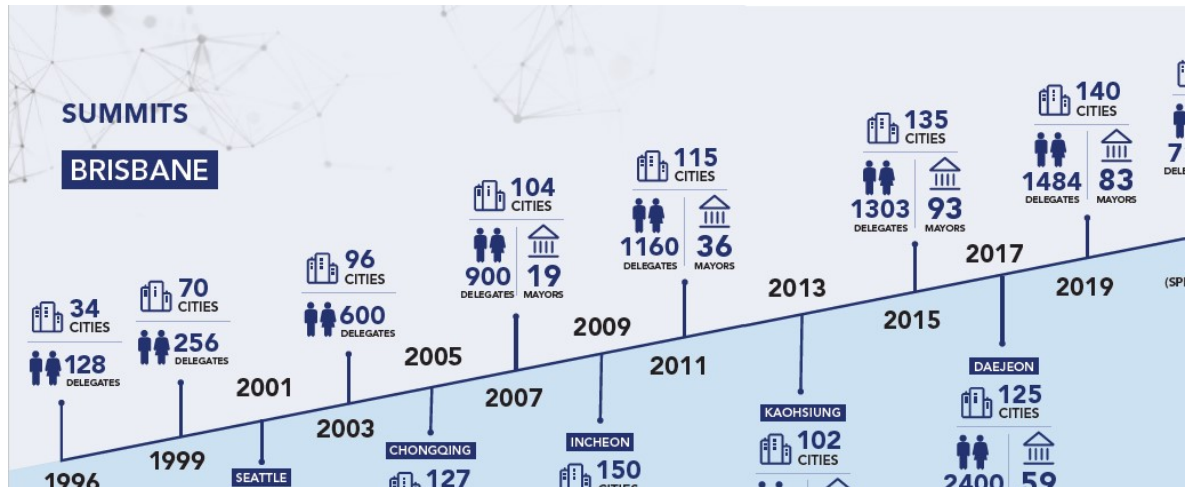 SUMMITS
BRISBANE
34
CITIES
128
DELEGATES
1996
70
CITIES
256
DELEGATES
1999
2001
SEATTLE
96
CITIES
600
DELEGATES
2003
2005
CHONGQING
127
104
CITIES
900
DELEGATES
19
MAYORS
2007
2009
INCHEON
150
CITIES
115
CITIES
1160
DELEGATES
36
MAYORS
2011
2013
KAOHSIUNG
102
CITIES
135
CITIES
1303
DELEGATES
93
MAYORS
2015
2017
DAEJEON
125
CITIES
2400
59
140
CITIES
1484
DELEGATES
83
MAYORS
2019